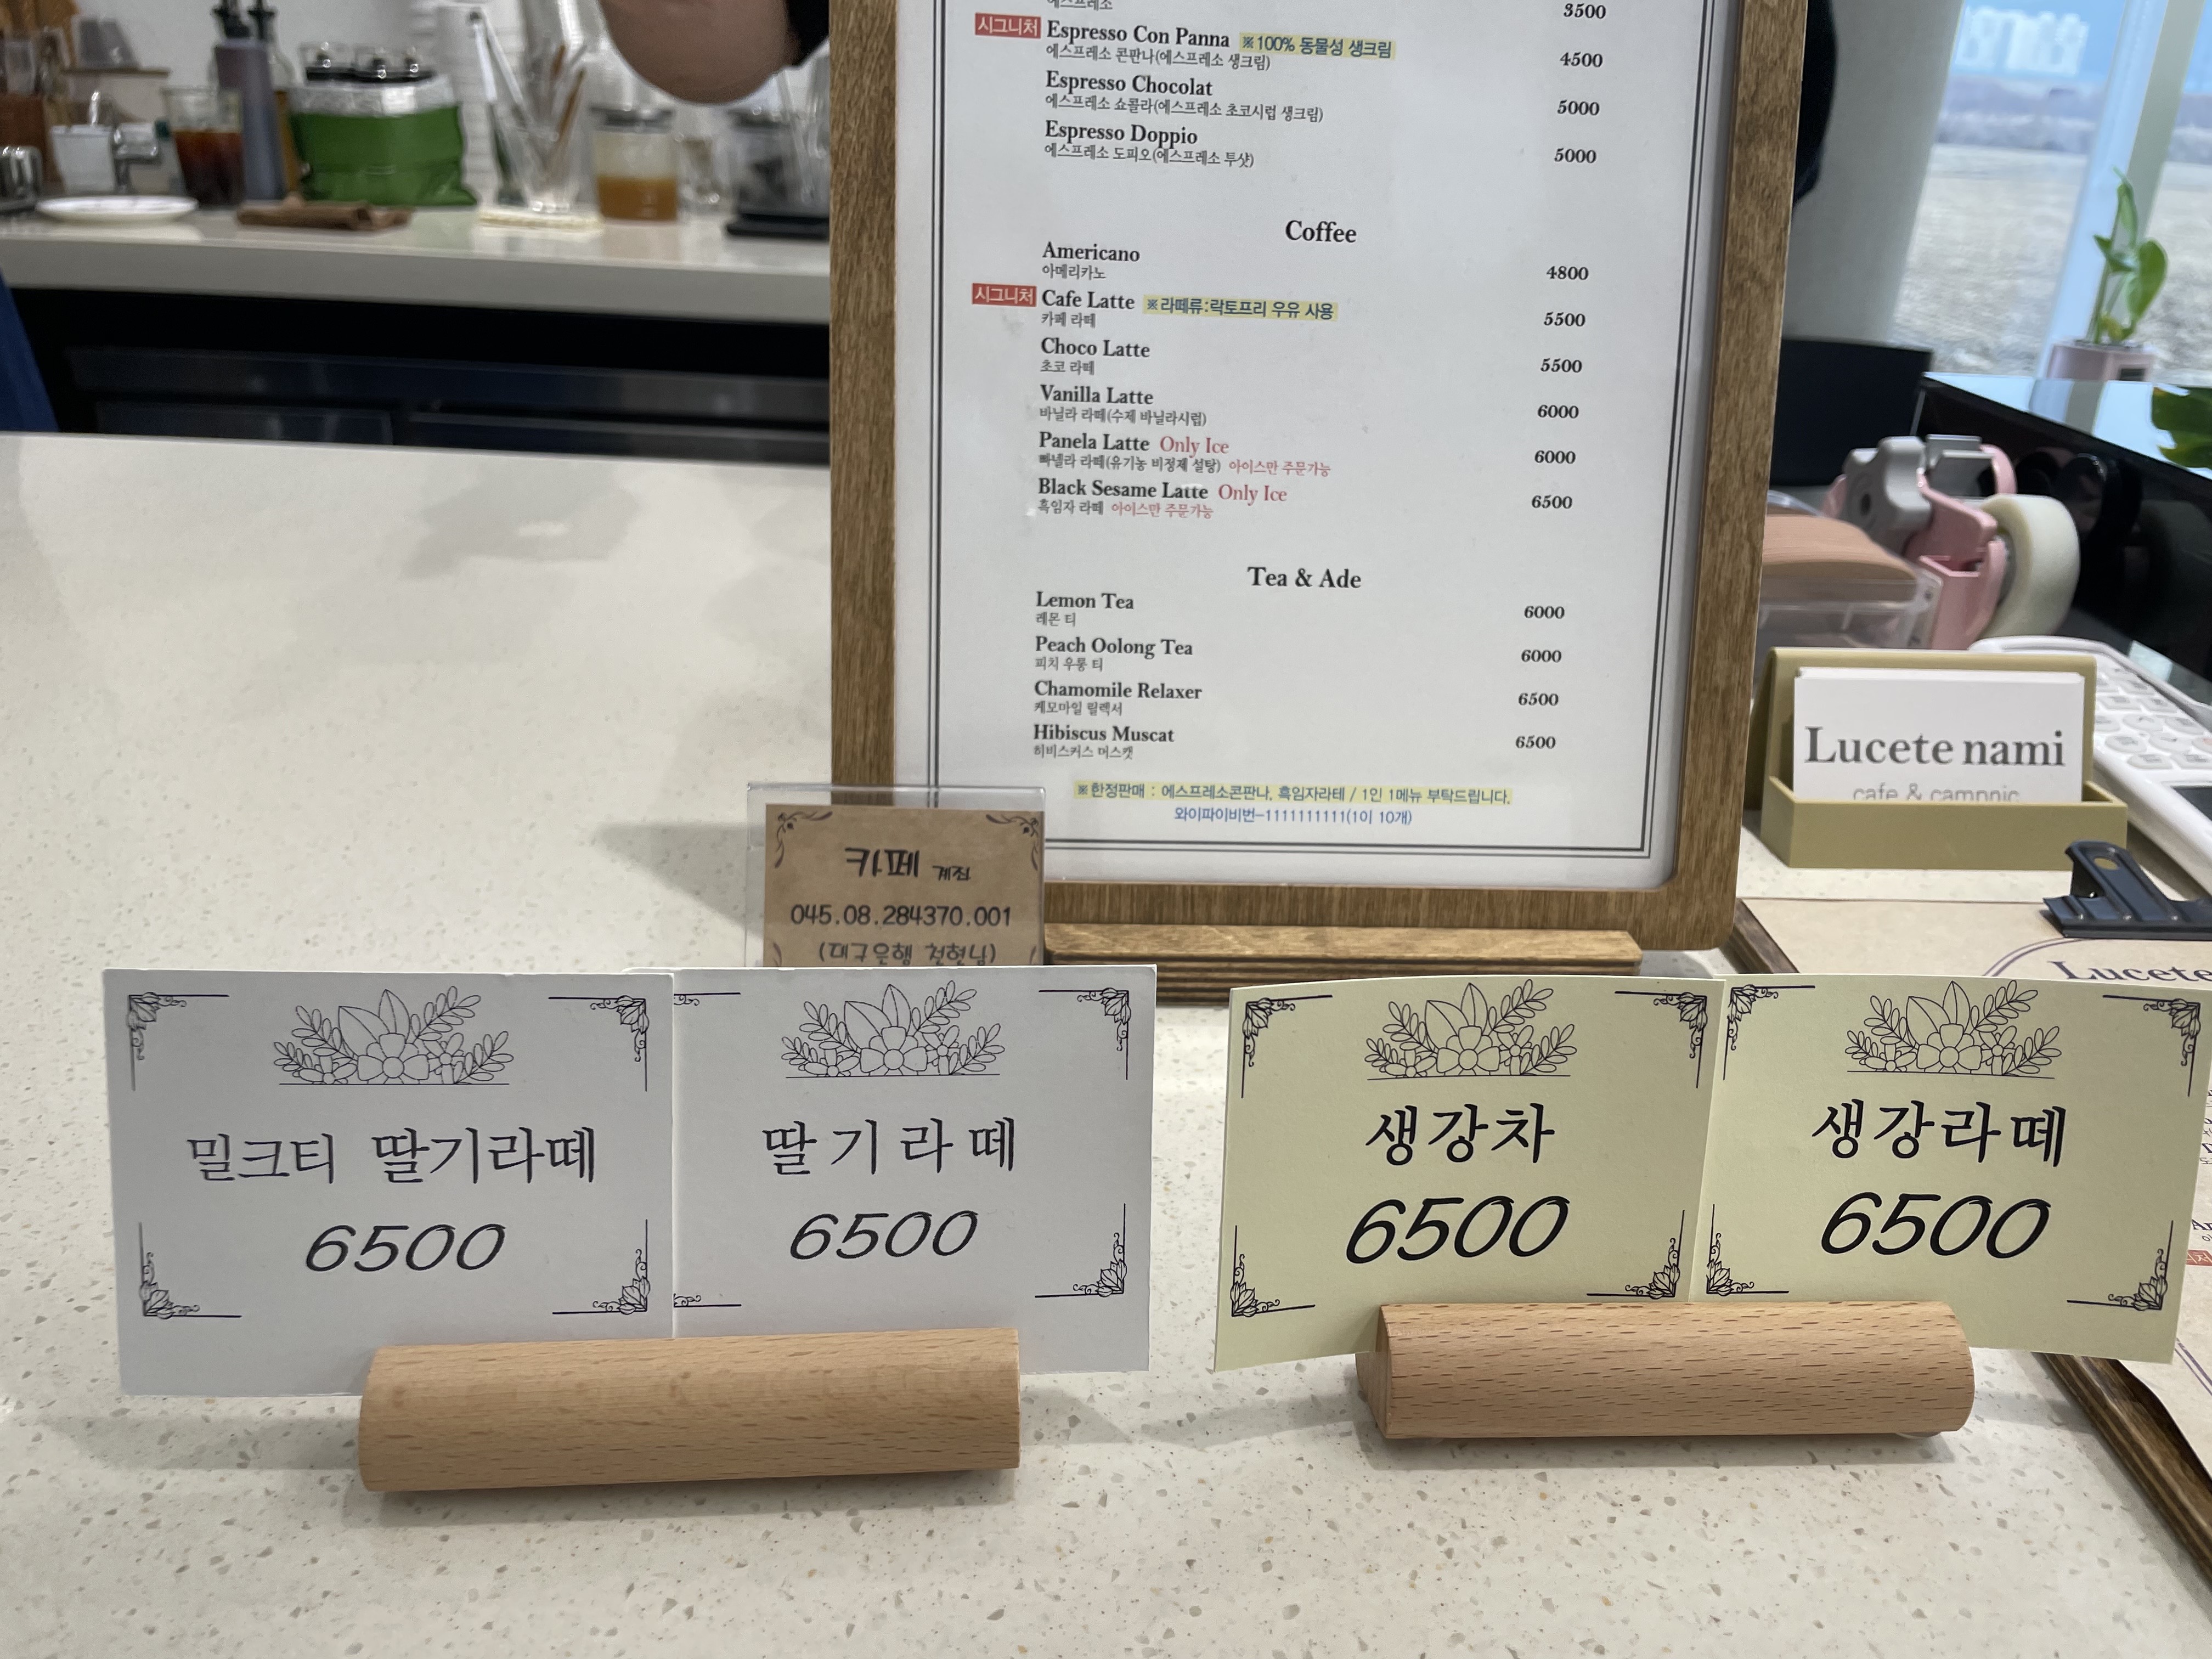 에스프레소
3500
시그니처 Espresso Con Panna ※100% 동물성 생크림
에스프레소 콘판나(에스프레소 생크림)
4500
Espresso Chocolat
에스프레소 쇼콜라(에스프레소 초코시럽 생크림)
5000
Espresso Doppio
에스프레소 도피오(에스프레소 투샷)
5000
Coffee
Americano
아메리카노
4800
시그니처 Cafe Latte ※라떼류:락토프리 우유 사용
카페 라떼
5500
Choco Latte
초코 라떼
5500
Vanilla Latte
바닐라 라떼(수제 바닐라시럽)
6000
Panela Latte Only Ice
빠넬라 라떼(유기농 비정제 설탕) 아이스만 주문가능
6000
Black Sesame Latte Only Ice
흑임자 라떼 아이스만 주문가능
6500
Tea & Ade
Lemon Tea
레몬 티
6000
Peach Oolong Tea
피치 우롱 티
6000
Chamomile Relaxer
케모마일 릴렉서
6500
Hibiscus Muscat
히비스커스 머스캣
6500
※한정판매 : 에스프레소콘판나, 흑임자라테 / 1인 1메뉴 부탁드립니다.
와이파이비번-1111111111(1이 10개)
Lucete nami
cafe & campnic
카페 계좌
045.08.284370.001
(대구은행 천현남)
Lucete
밀크티 딸기라떼
6500
딸기라떼
6500
생강차
6500
생강라떼
6500